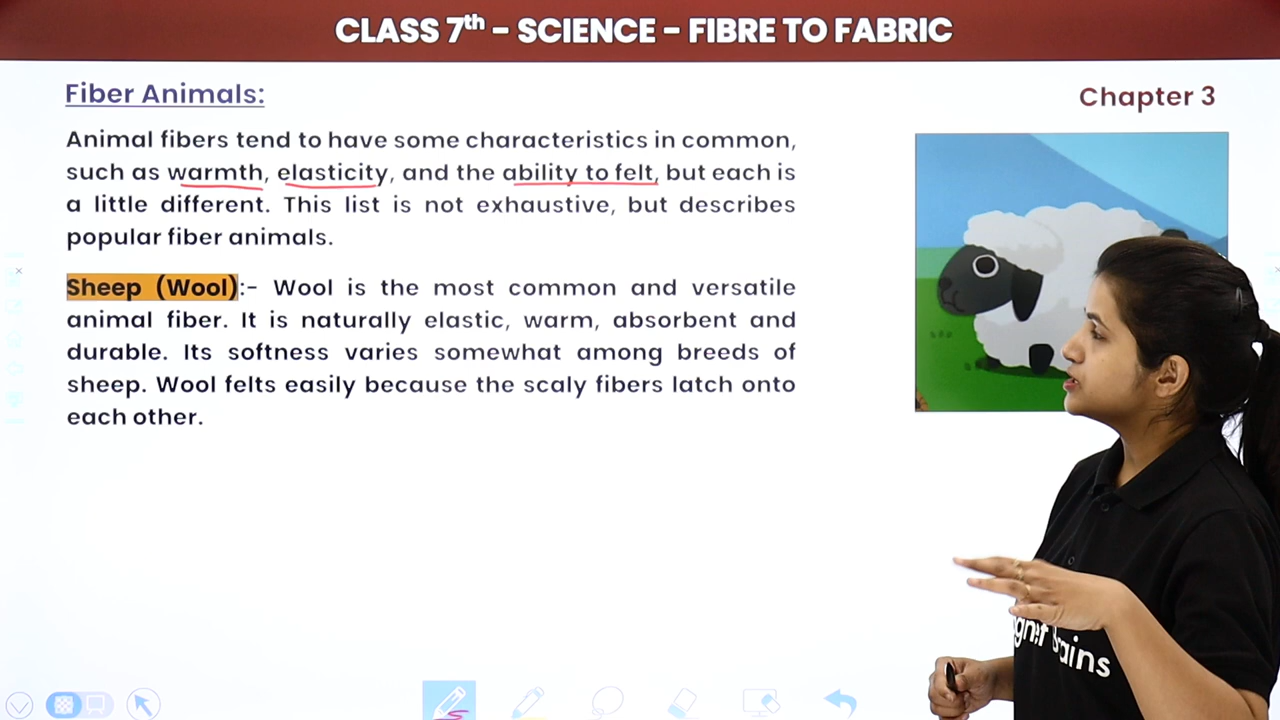 CLASS 7th - SCIENCE - FIBRE TO FABRIC
Fiber Animals:
Chapter 3
Animal fibers tend to have some characteristics in common,
such as warmth, elasticity, and the ability to felt, but each is
a little different. This list is not exhaustive, but describes
popular fiber animals.
Sheep (Wool):- Wool is the most common and versatile
animal fiber. It is naturally elastic, warm, absorbent and
durable. Its softness varies somewhat among breeds of
sheep. Wool felts easily because the scaly fibers latch onto
each other.